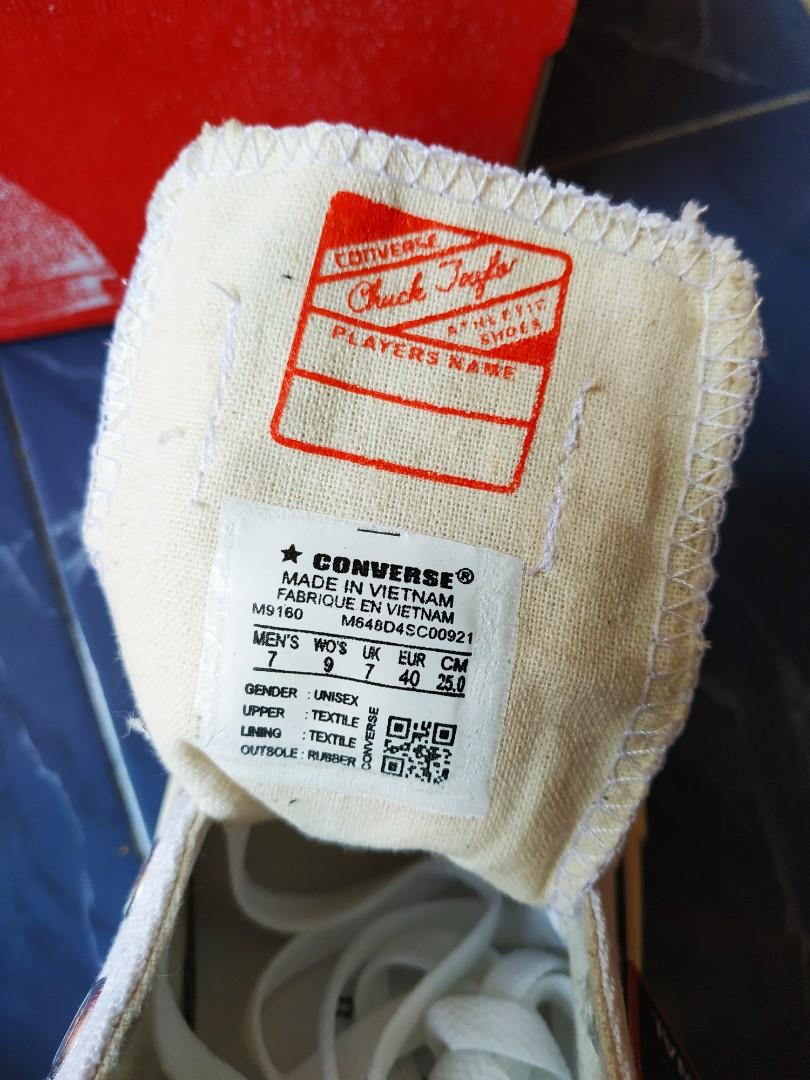 CONVERSE
Chuck Taylor
ATHLETIC
SHOES
PLAYERS NAME
★ CONVERSE®
MADE IN VIETNAM
FABRIQUE EN VIETNAM
M9160 M648D4SC00921
MEN'S WO'S UK EUR CM
7 9 7 40 25.0
GENDER : UNISEX
UPPER : TEXTILE
LINING : TEXTILE
OUTSOLE : RUBBER
CONVERSE